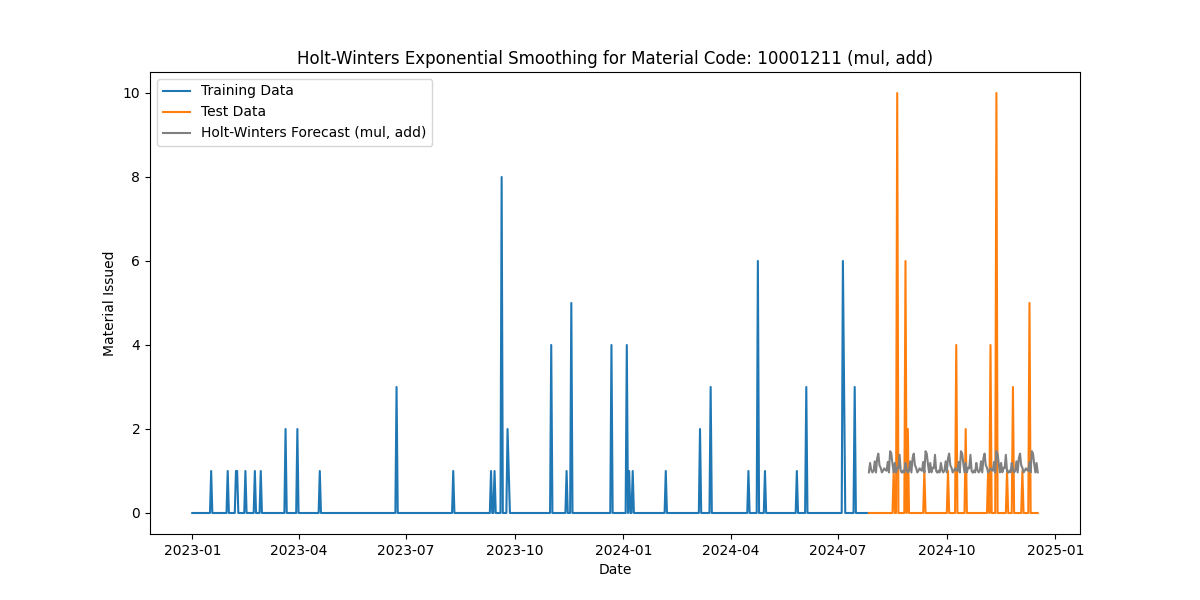 Holt-Winters Exponential Smoothing for Material Code: 10001211 (mul, add)
Training Data
Test Data
Holt-Winters Forecast (mul, add)
Material Issued
10
8
6
4
2
0
2023-01 2023-04 2023-07 2023-10 2024-01 2024-04 2024-07 2024-10 2025-01
Date